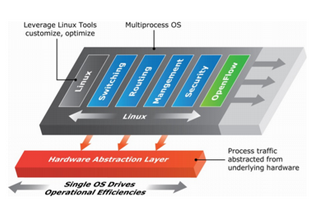 Leverage Linux Tools
customize, optimize
Multiprocess OS
Linux
Switching
Routing
Mangement
Security
OpenFlow
Linux
Hardware Abstraction Layer
Process traffic
abstracted from
underlying hardware
Single OS Drives
Operational Efficiencies